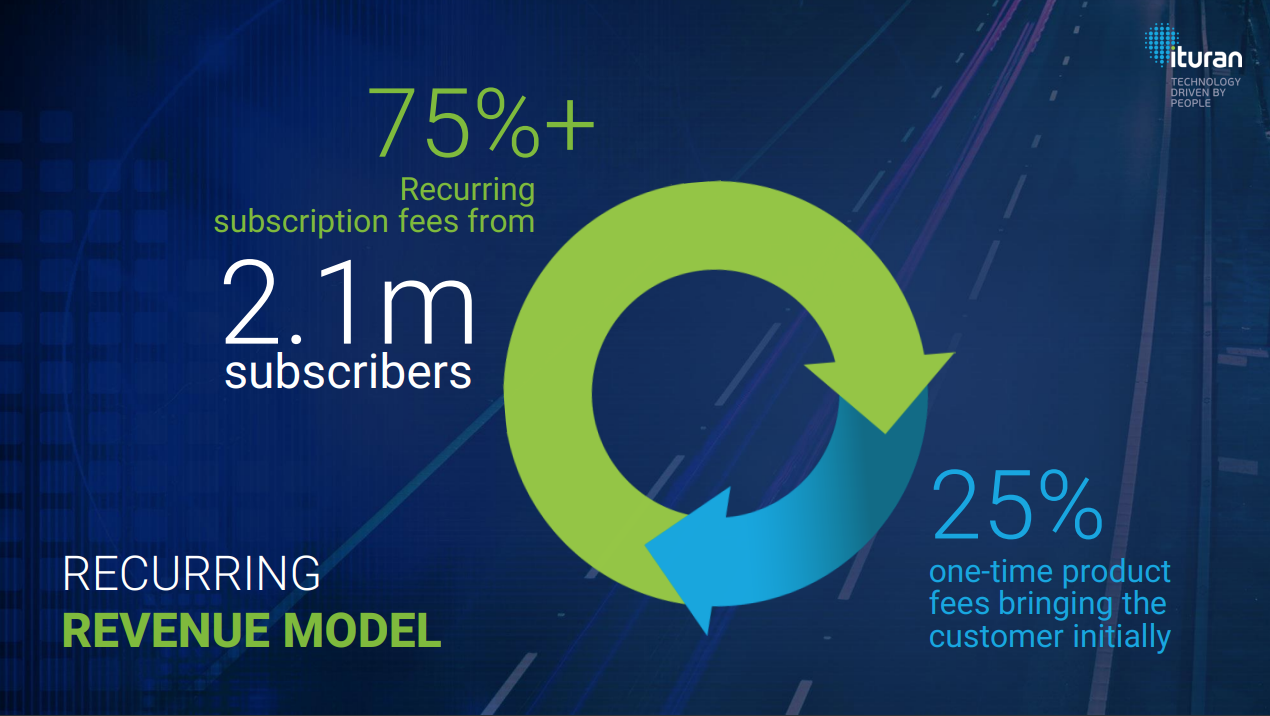 ituran
TECHNOLOGY
DRIVEN BY
PEOPLE
75%+
Recurring
subscription fees from
2.1m
subscribers
25%
one-time product
fees bringing the
customer initially
RECURRING
REVENUE MODEL